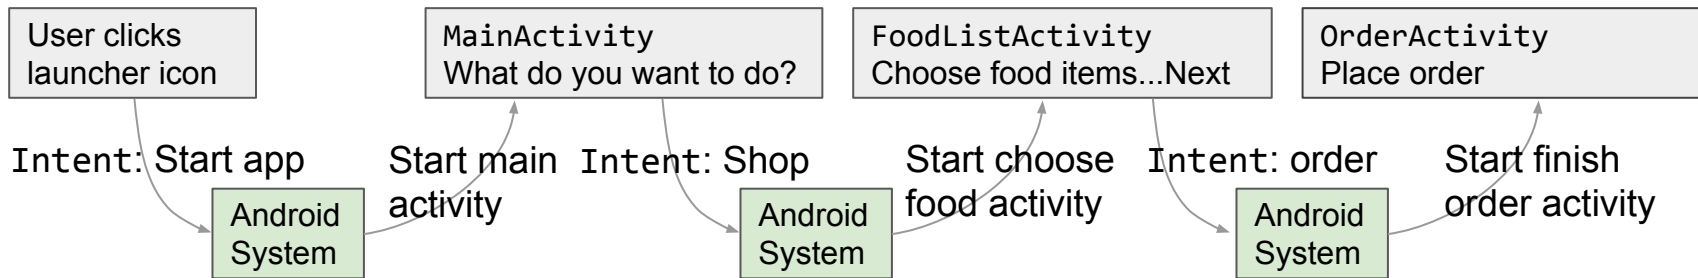 User clicks
launcher icon
MainActivity
What do you want to do?
FoodListActivity
Choose food items...Next
OrderActivity
Place order
Intent: Start app
Start main
activity
Intent: Shop
Start choose
food activity
Intent: order
Start finish
order activity
Android
System
Android
System
Android
System